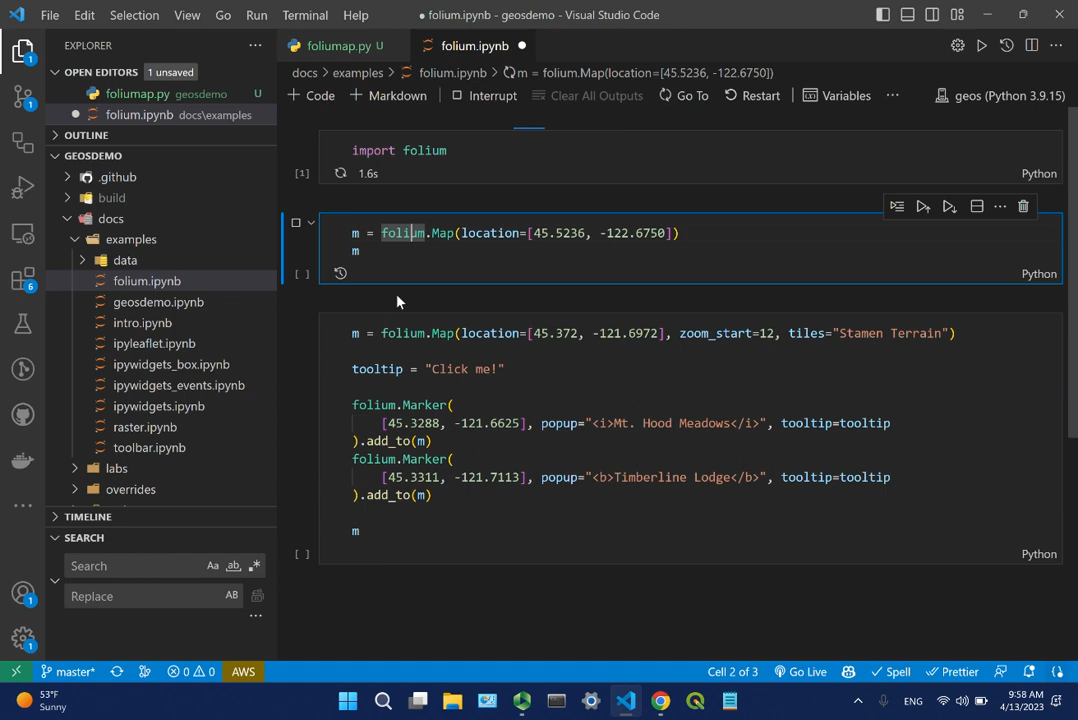 File Edit Selection View Go Run Terminal Help
● folium.ipynb - geosdemo - Visual Studio Code
EXPLORER
foliumap.py U
folium.ipynb
OPEN EDITORS 1 unsaved
docs > examples > folium.ipynb > m = folium.Map(location=[45.5236, -122.6750])
foliumap.py geosdemo U
folium.ipynb docs\examples
+ Code + Markdown Interrupt Clear All Outputs Go To Restart Variables geos (Python 3.9.15)
OUTLINE
GEOSDEMO
.github
build
docs
examples
data
folium.ipynb
geosdemo.ipynb
intro.ipynb
ipyleaflet.ipynb
ipywidgets_box.ipynb
ipywidgets_events.ipynb
ipywidgets.ipynb
raster.ipynb
toolbar.ipynb
labs
overrides
TIMELINE
SEARCH
Search Aa ab
Replace AB
1
6
1
1
import folium
[1] 1.6s Python
m = folium.Map(location=[45.5236, -122.6750])
m
[ ] Python
m = folium.Map(location=[45.372, -121.6972], zoom_start=12, tiles="Stamen Terrain")
tooltip = "Click me!"
folium.Marker(
[45.3288, -121.6625], popup="<i>Mt. Hood Meadows</i>", tooltip=tooltip
).add_to(m)
folium.Marker(
[45.3311, -121.7113], popup="<b>Timberline Lodge</b>", tooltip=tooltip
).add_to(m)
m
[ ] Python
master* 0 0 AWS Cell 2 of 3 Go Live Spell Prettier
53°F
Sunny
ENG
9:58 AM
4/13/2023